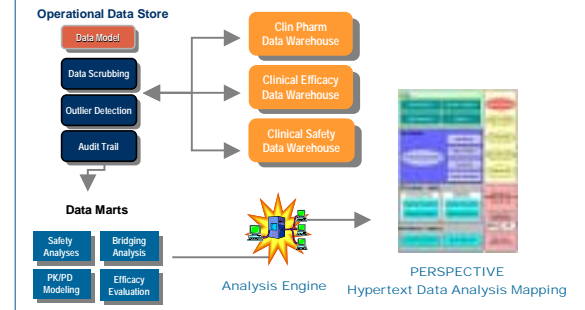 Operational Data Store
Data Model
Data Scrubbing
Outlier Detection
Audit Trail
Clin Pharm
Data Warehouse
Clinical Efficacy
Data Warehouse
Clinical Safety
Data Warehouse
Data Marts
Safety
Analyses
Bridging
Analysis
PK/PD
Modeling
Efficacy
Evaluation
Analysis Engine
PERSPECTIVE
Hypertext Data Analysis Mapping